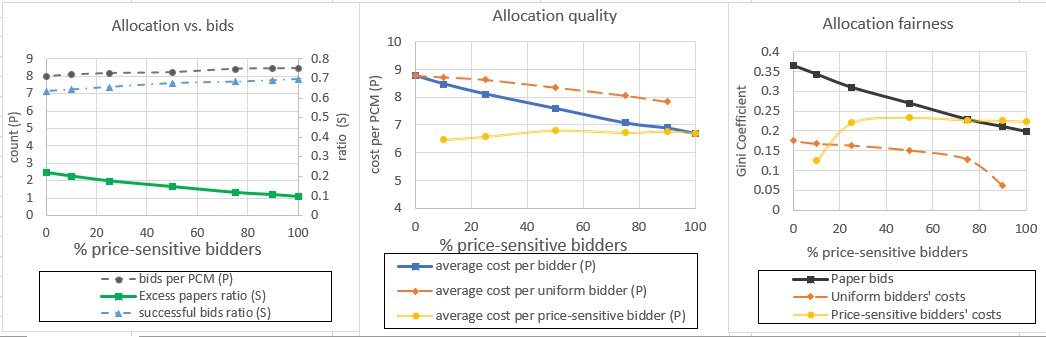 Allocation vs. bids
9
8
7
6
5
4
3
2
1
0
count (P)
0.8
0.7
0.6
0.5
0.4
0.3
0.2
0.1
0
ratio (S)
0 20 40 60 80 100
% price-sensitive bidders
bids per PCM (P)
Excess papers ratio (S)
successful bids ratio (S)
Allocation quality
10
9
8
7
6
5
4
cost per PCM (P)
0 20 40 60 80 100
% price-sensitive bidders
average cost per bidder (P)
average cost per uniform bidder (P)
average cost per price-sensitive bidder (P)
Allocation fairness
0.4
0.35
0.3
0.25
0.2
0.15
0.1
0.05
0
Gini Coefficient
0 20 40 60 80 100
% price-sensitive bidders
Paper bids
Uniform bidders' costs
Price-sensitive bidders' costs